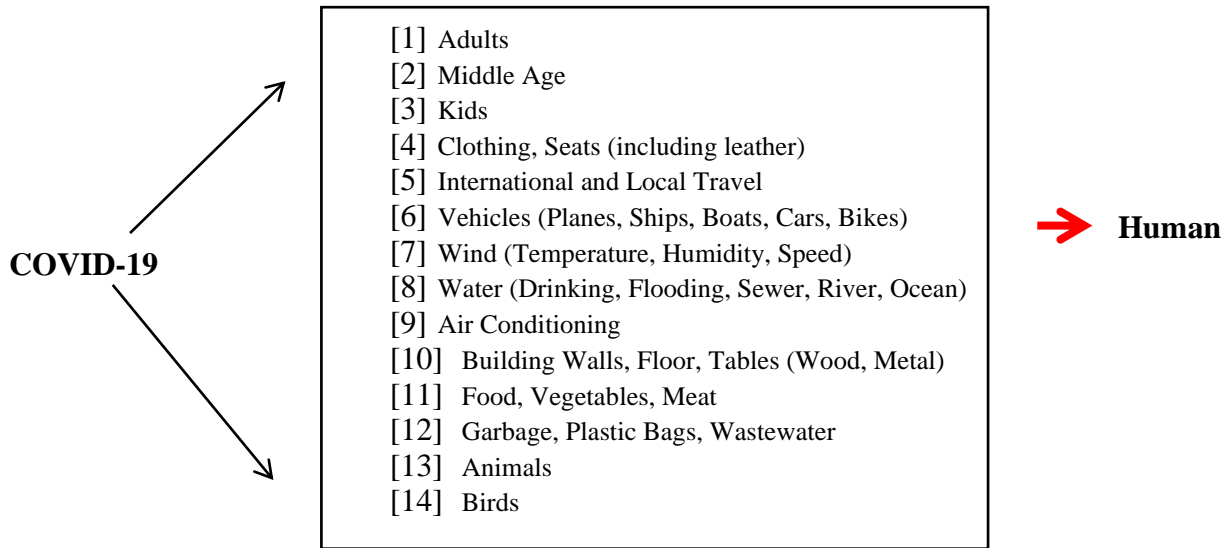 [1] Adults
[2] Middle Age
[3] Kids
[4] Clothing, Seats (including leather)
[5] International and Local Travel
[6] Vehicles (Planes, Ships, Boats, Cars, Bikes)
[7] Wind (Temperature, Humidity, Speed)
[8] Water (Drinking, Flooding, Sewer, River, Ocean)
[9] Air Conditioning
[10] Building Walls, Floor, Tables (Wood, Metal)
[11] Food, Vegetables, Meat
[12] Garbage, Plastic Bags, Wastewater
[13] Animals
[14] Birds
COVID-19
Human